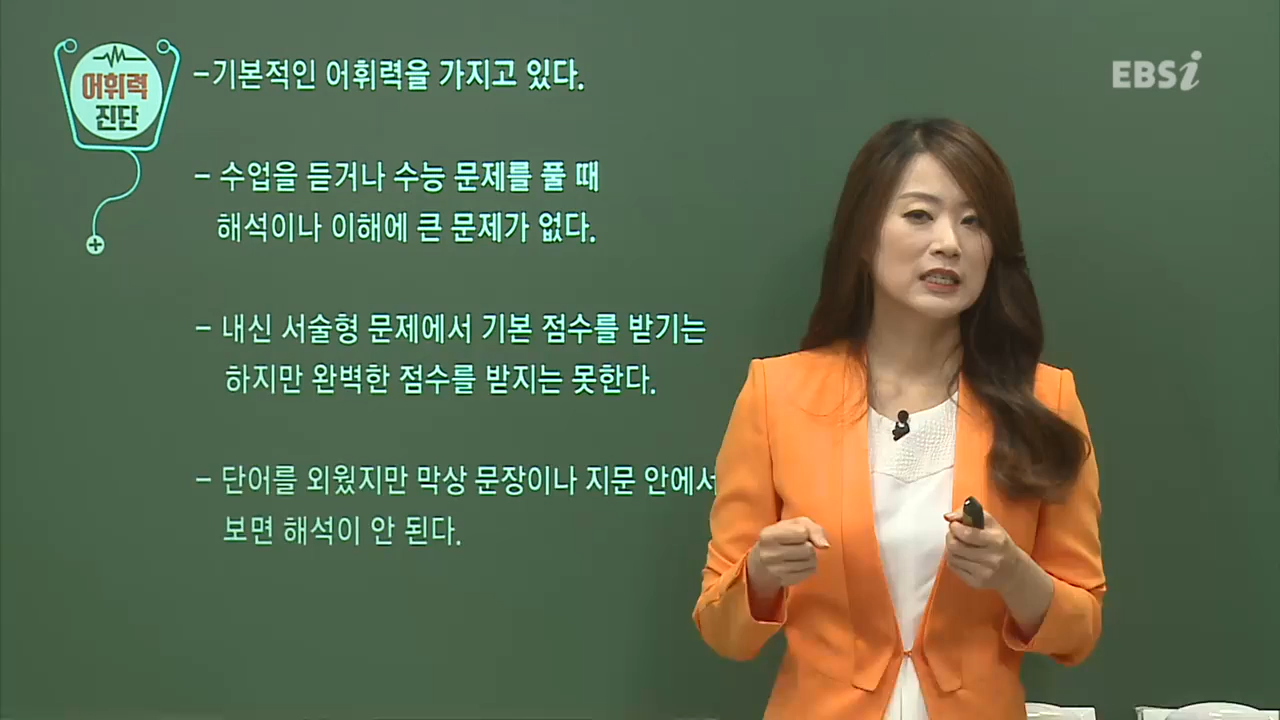 어휘력
진단
-기본적인 어휘력을 가지고 있다.
- 수업을 듣거나 수능 문제를 풀 때
해석이나 이해에 큰 문제가 없다.
- 내신 서술형 문제에서 기본 점수를 받기는
하지만 완벽한 점수를 받지는 못한다.
- 단어를 외웠지만 막상 문장이나 지문 안에서
보면 해석이 안 된다.
EBSi